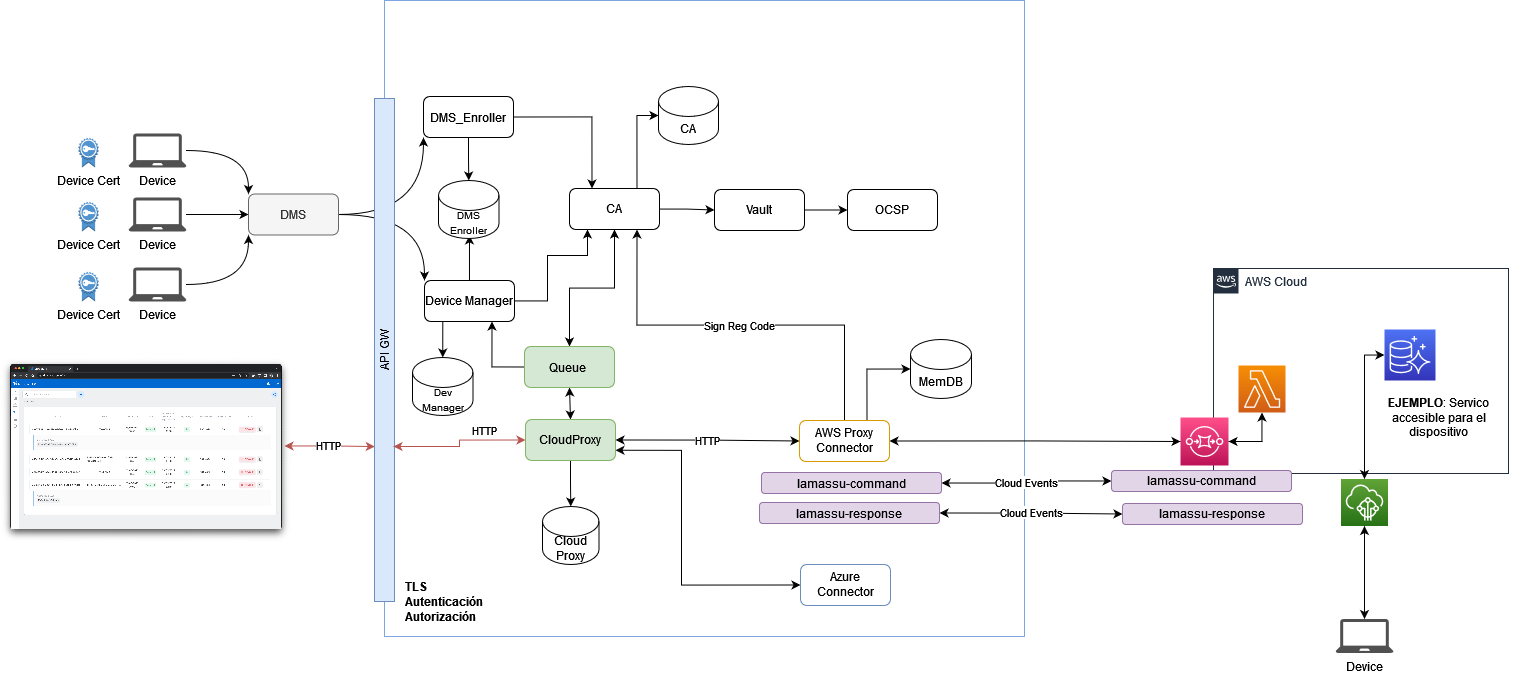 Device Cert
Device
Device Cert
Device
Device Cert
Device
DMS
API GW
DMS_Enroller
DMS
Enroller
Device Manager
Dev
Manager
CA
CA
Vault
OCSP
Queue
Sign Reg Code
MemDB
HTTP
HTTP
CloudProxy
HTTP
AWS Proxy
Connector
lamassu-command
Cloud Events
lamassu-command
lamassu-response
Cloud Events
lamassu-response
Cloud
Proxy
Azure
Connector
TLS
Autenticación
Autorización
aws
AWS Cloud
EJEMPLO: Servico
accesible para el
dispositivo
Device